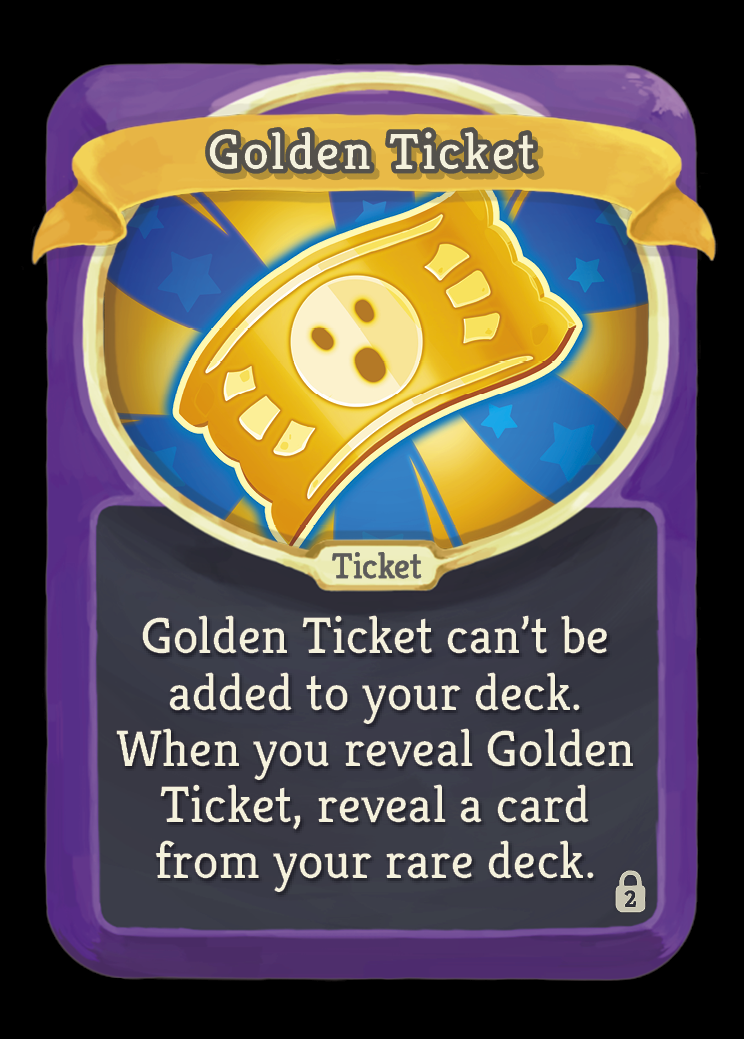 Golden Ticket
Ticket
Golden Ticket can't be
added to your deck.
When you reveal Golden
Ticket, reveal a card
from your rare deck.
2